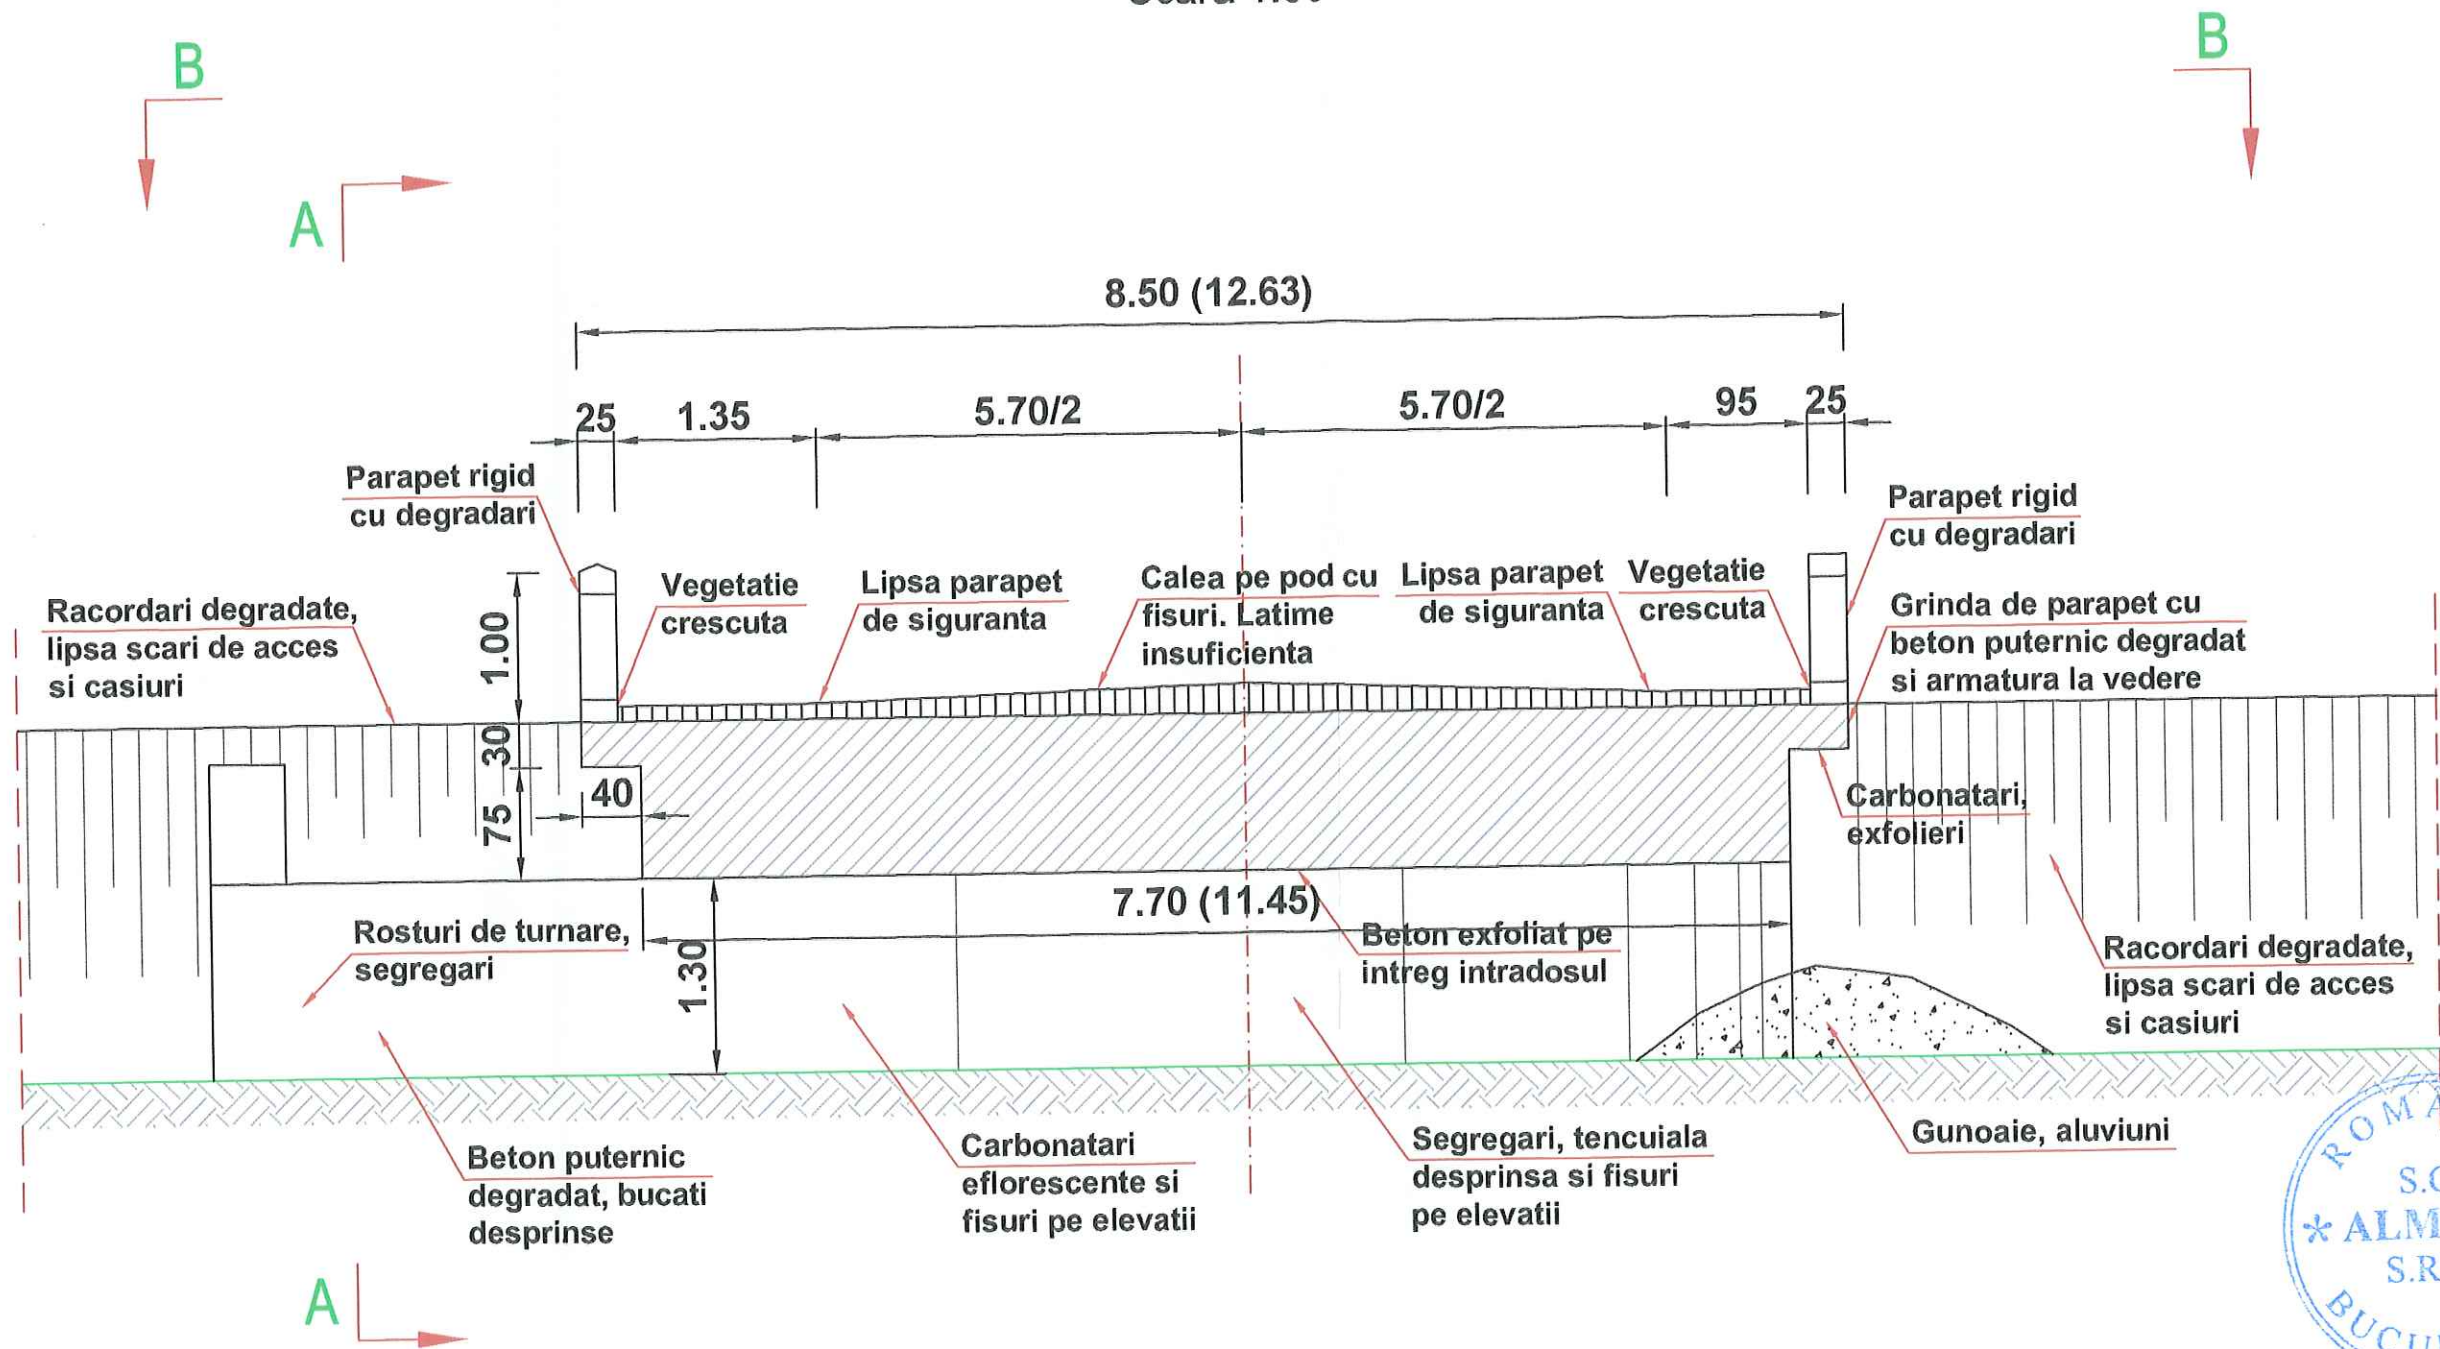 B
B
A
8.50 (12.63)
25
1.35
5.70/2
5.70/2
95
25
Parapet rigid
cu degradari
Parapet rigid
cu degradari
Racordari degradate,
lipsa scari de acces
si casiuri
1.00
Vegetatie
crescuta
Lipsa parapet
de siguranta
Calea pe pod cu
fisuri. Latime
insuficienta
Lipsa parapet
de siguranta
Vegetatie
crescuta
Grinda de parapet cu
beton puternic degradat
si armatura la vedere
30
75
40
Carbonatari,
exfolieri
7.70 (11.45)
Rosturi de turnare,
segregari
1.30
Beton exfoliat pe
intreg intradosul
Racordari degradate,
lipsa scari de acces
si casiuri
Beton puternic
degradat, bucati
desprinse
Carbonatari
eflorescente si
fisuri pe elevatii
Segregari, tencuiala
desprinsa si fisuri
pe elevatii
Gunoaie, aluviuni
A